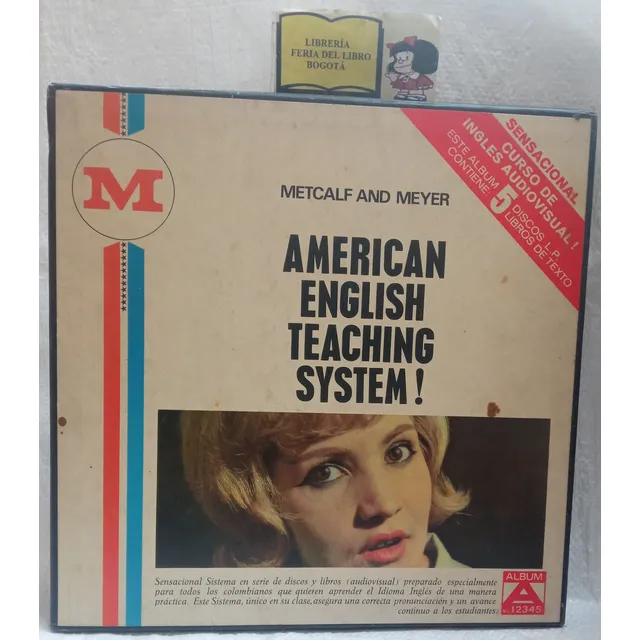 LIBRERÍA
FERIA DEL LIBRO
BOGOTÁ
M
METCALF AND MEYER
SENSACIONAL
CURSO DE
INGLES AUDIOVISUAL!
ESTE ALBUM
CONTIENE:
5
DISCOS L.P.
LIBROS DE TEXTO
AMERICAN
ENGLISH
TEACHING
SYSTEM!
Sensacional Sistema en serie de discos y libros (audiovisual) preparado especialmente
para todos los colombianos que quieren aprender el Idioma Inglés de una manera
práctica. Este Sistema, único en su clase, asegura una correcta pronunciación y un avance
continuo a los estudiantes.
ALBUM
A
No. 12345